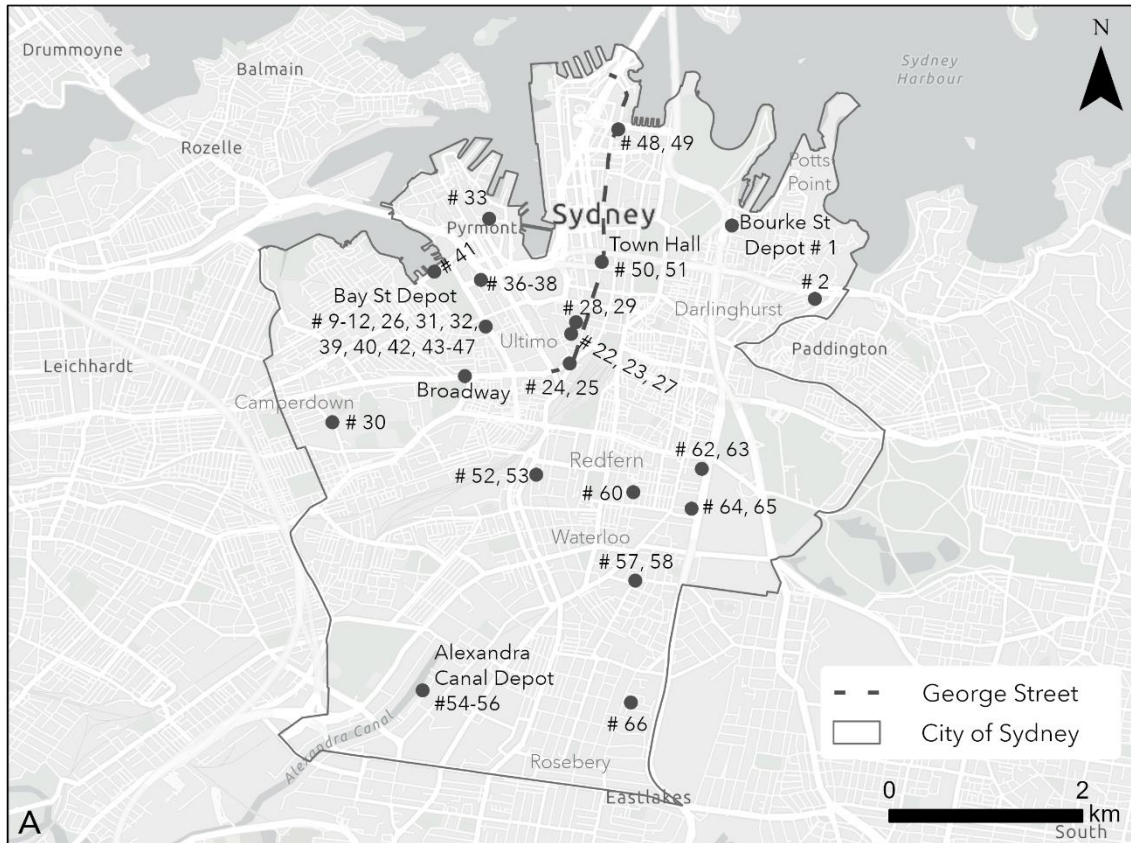 Drummoyne
Balmain
Sydney
Harbour
N
Rozelle
# 48, 49
Potts
Point
# 33
Pyrmont
Sydney
Bourke St
Depot # 1
Town Hall
# 50, 51
# 41
# 36-38
# 2
Bay St Depot
# 9-12, 26, 31, 32,
39, 40, 42, 43-47
# 28, 29
Darlinghurst
Ultimo
# 22, 23, 27
Paddington
Leichhardt
Broadway
# 24, 25
Camperdown
# 30
# 62, 63
Redfern
# 52, 53
# 60
# 64, 65
Waterloo
# 57, 58
Alexandra
Canal Depot
#54-56
# 66
Alexandra Canal
Rosebery
Eastlakes
George Street
City of Sydney
0 2
km
South
A